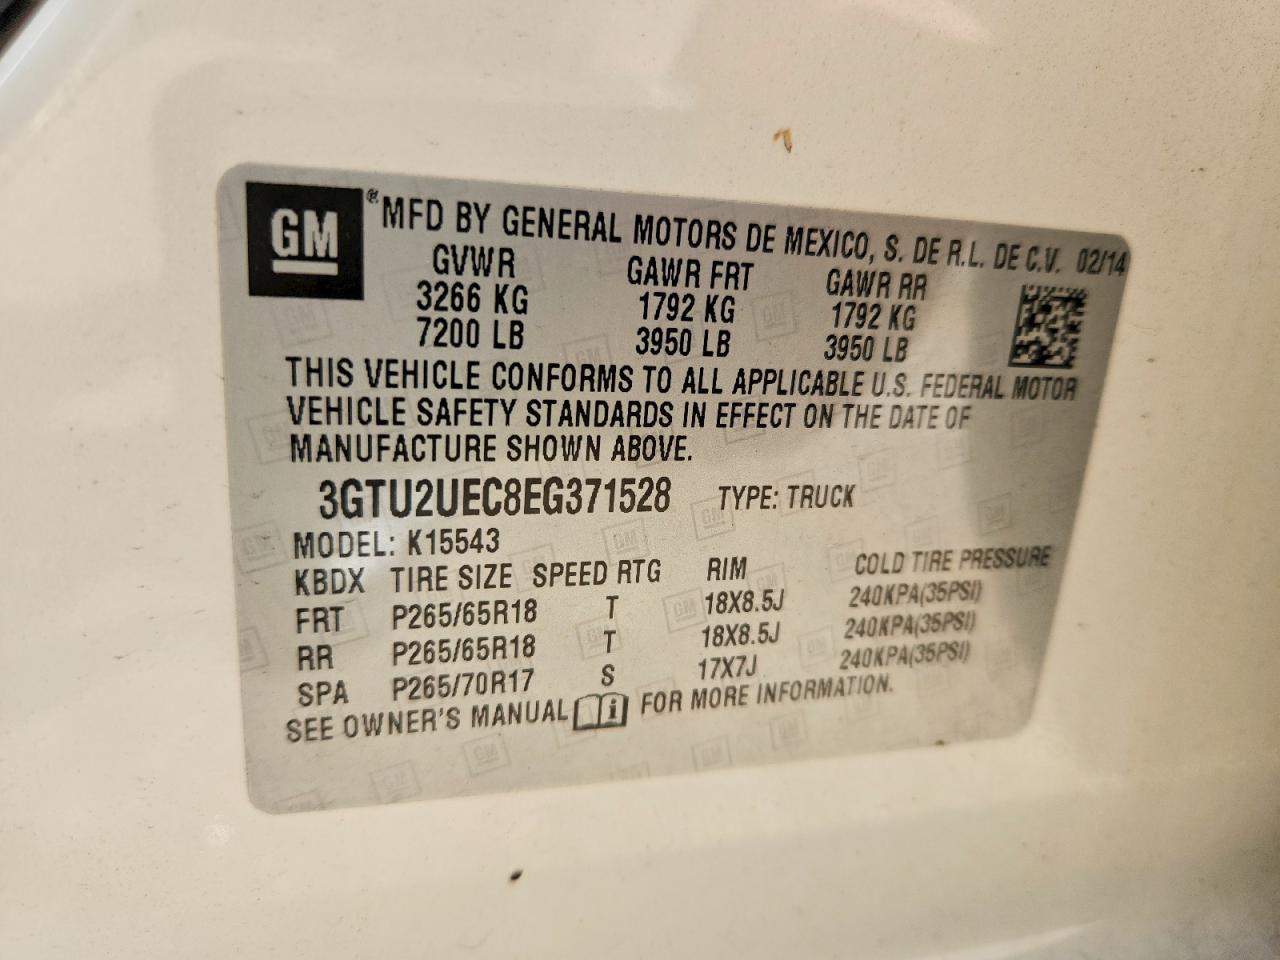 GM ® MFD BY GENERAL MOTORS DE MEXICO, S. DE R.L. DE C.V. 02/14
GVWR GAWR FRT GAWR RR
3266 KG 1792 KG 1792 KG
7200 LB 3950 LB 3950 LB
THIS VEHICLE CONFORMS TO ALL APPLICABLE U.S. FEDERAL MOTOR
VEHICLE SAFETY STANDARDS IN EFFECT ON THE DATE OF
MANUFACTURE SHOWN ABOVE.
3GTU2UEC8EG371528 TYPE: TRUCK
MODEL: K15543
KBDX TIRE SIZE SPEED RTG RIM COLD TIRE PRESSURE
FRT P265/65R18 T 18X8.5J 240KPA(35PSI)
RR P265/65R18 T 18X8.5J 240KPA(35PSI)
SPA P265/70R17 S 17X7J 240KPA(35PSI)
SEE OWNER'S MANUAL i FOR MORE INFORMATION.